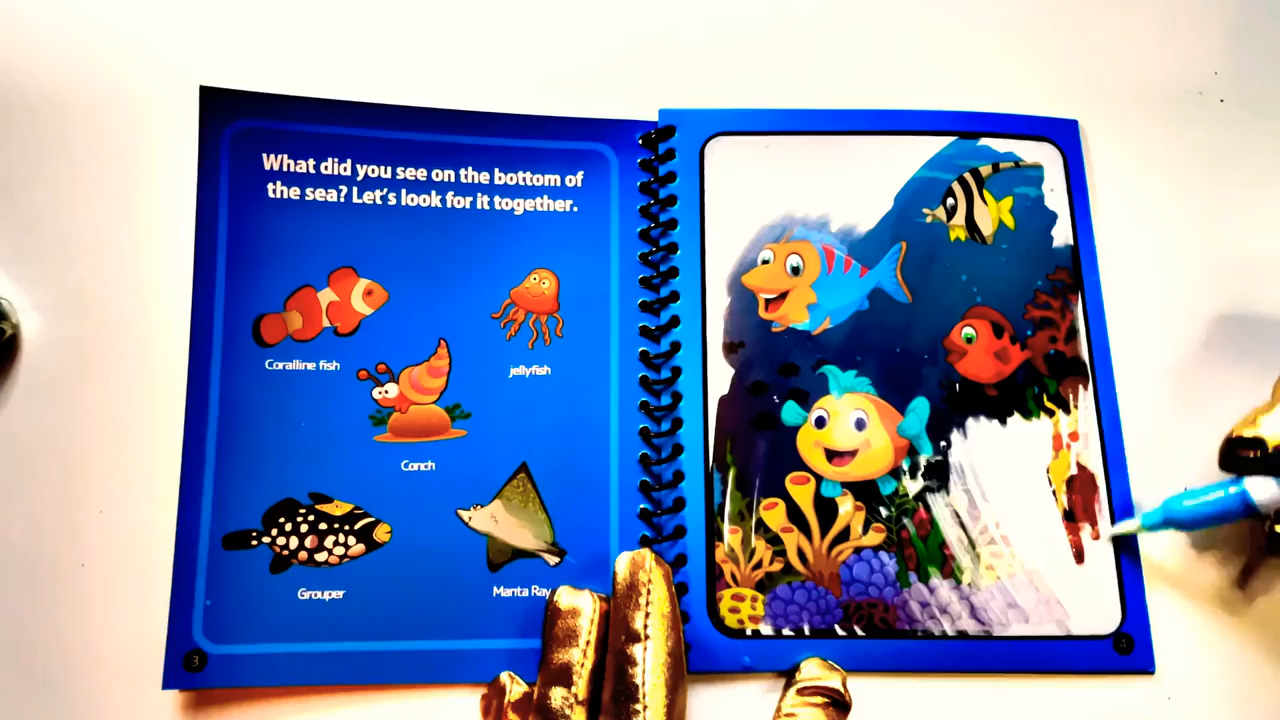 What did you see on the bottom of
the sea? Let's look for it together.
Coralline fish
jellyfish
Conch
Grouper
Manta Ray
3
4